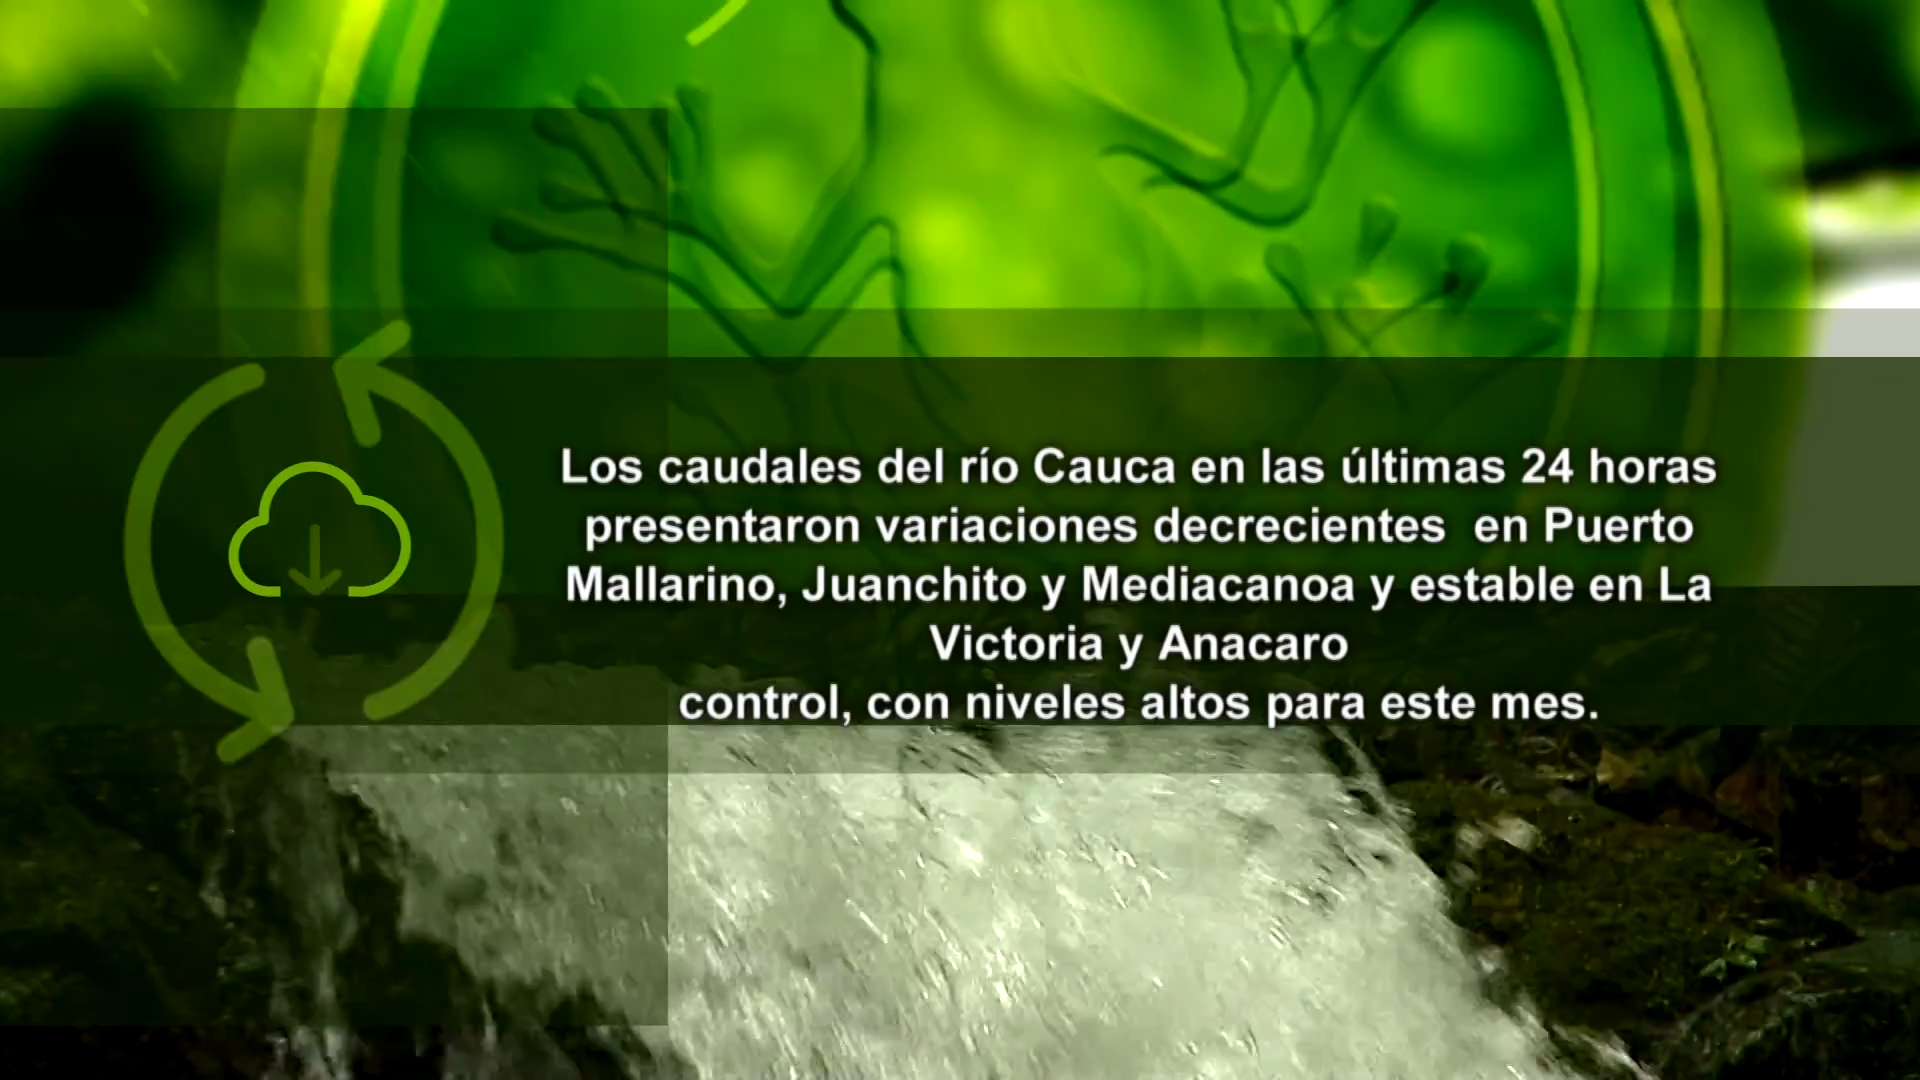 Los caudales del río Cauca en las últimas 24 horas
presentaron variaciones decrecientes  en Puerto
Mallarino, Juanchito y Mediacanoa y estable en La
Victoria y Anacaro
control, con niveles altos para este mes.